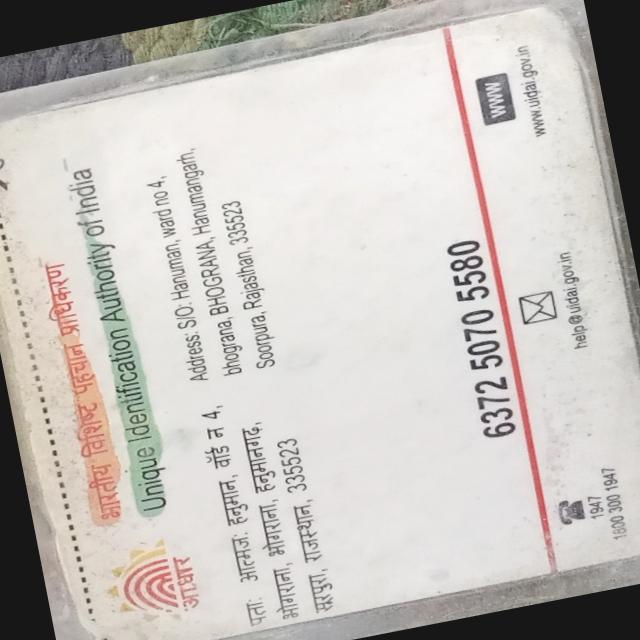 भारतीय विशिष्ट पहचान प्राधिकरण
Unique Identification Authority of India
आधार
पता: आत्मज: हनुमान, वॉर्ड न 4,
भोगराना, भोगराना, हनुमानगढ़,
सूरपुरा, राजस्थान, 335523
Address: S/O: Hanuman, ward no 4,
bhograna, BHOGRANA, Hanumangarh,
Soorpura, Rajasthan, 335523
6372 5070 5580
1947
1800 300 1947
help@uidai.gov.in
www
www.uidai.gov.in